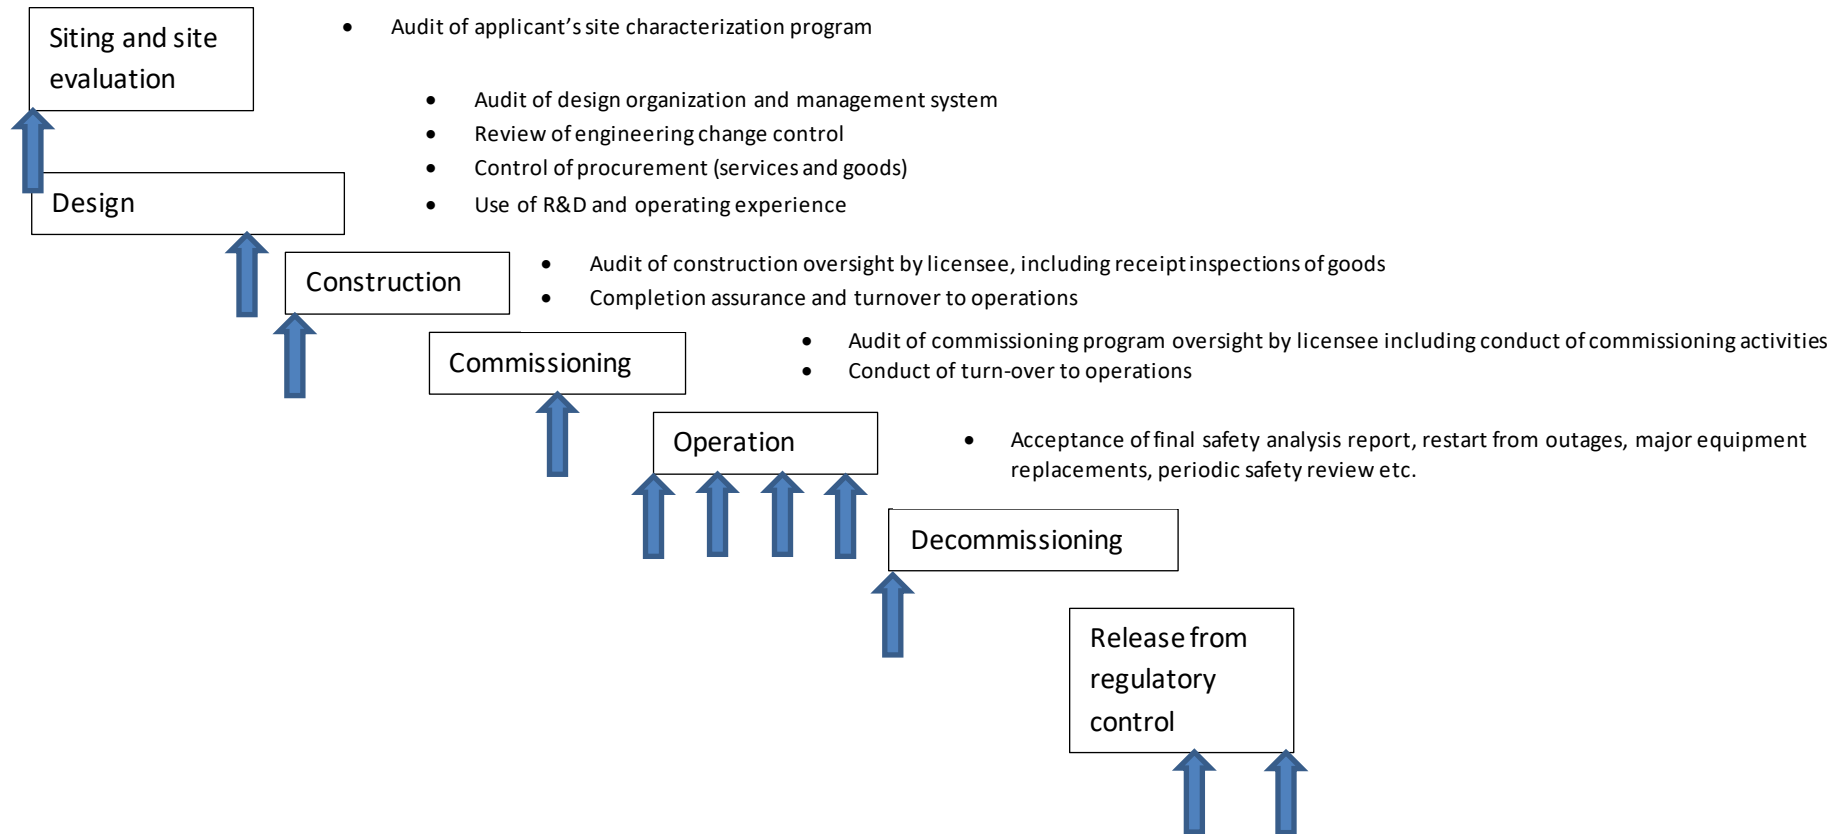 Siting and site
evaluation
• Audit of applicant's site characterization program
• Audit of design organization and management system
• Review of engineering change control
• Control of procurement (services and goods)
• Use of R&D and operating experience
Design
Construction
• Audit of construction oversight by licensee, including receipt inspections of goods
• Completion assurance and turnover to operations
Commissioning
• Audit of commissioning program oversight by licensee including conduct of commissioning activities
• Conduct of turn-over to operations
Operation
• Acceptance of final safety analysis report, restart from outages, major equipment
replacements, periodic safety review etc.
Decommissioning
Release from
regulatory
control